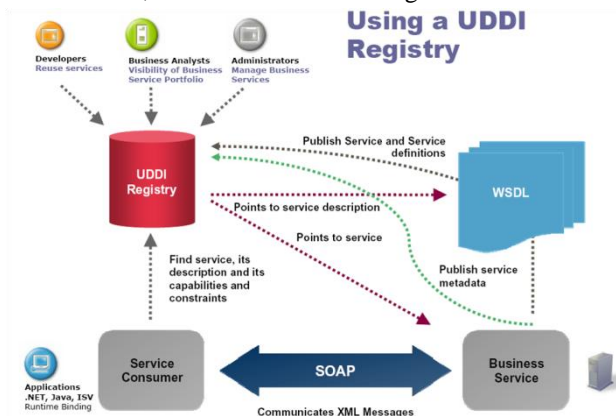 Using a UDDI
Registry
Developers
Reuse services
Business Analysts
Visibility of Business
Service Portfolio
Administrators
Manage Business
Services
UDDI
Registry
Publish Service and Service
definitions
WSDL
Points to service description
Points to service
Find service, its
description and its
capabilities and
constraints
Publish service
metadata
Applications
.NET, Java, ISV
Runtime Binding
Service
Consumer
SOAP
Business
Service
Communicates XML Messages